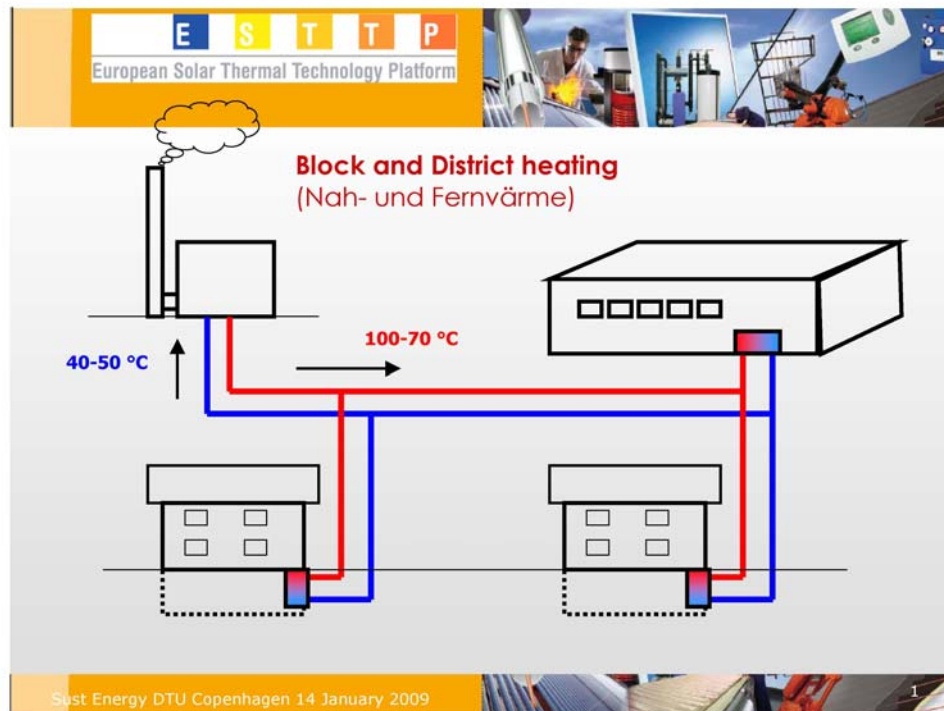 E S T T P
European Solar Thermal Technology Platform
Block and District heating
(Nah- und Fernvärme)
100-70 °C
40-50 °C
Sust Energy DTU Copenhagen 14 January 2009
1